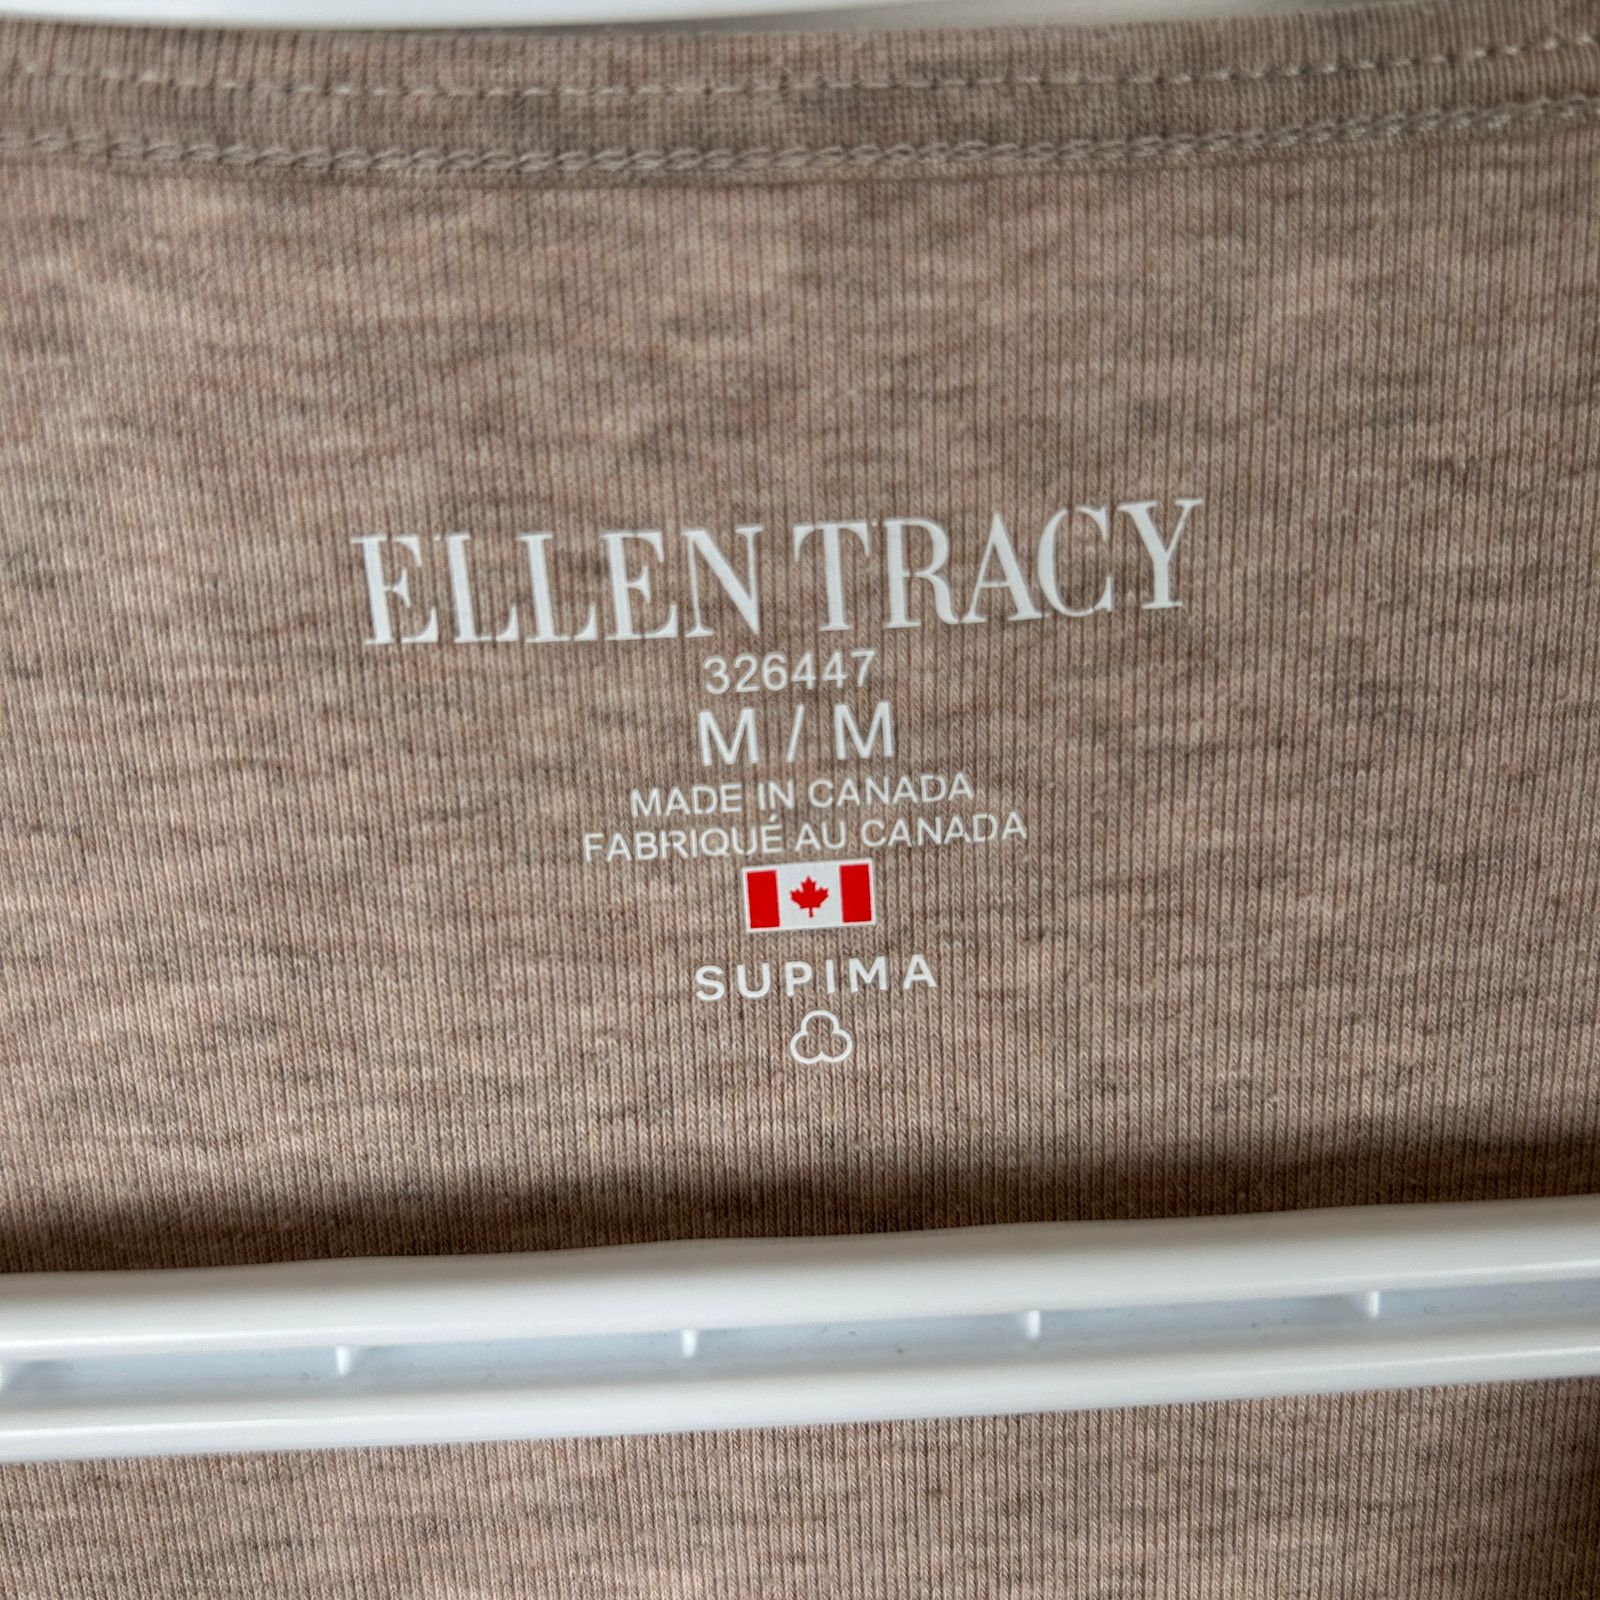 ELLEN TRACY
326447
M / M
MADE IN CANADA
FABRIQUÉ AU CANADA
SUPIMA